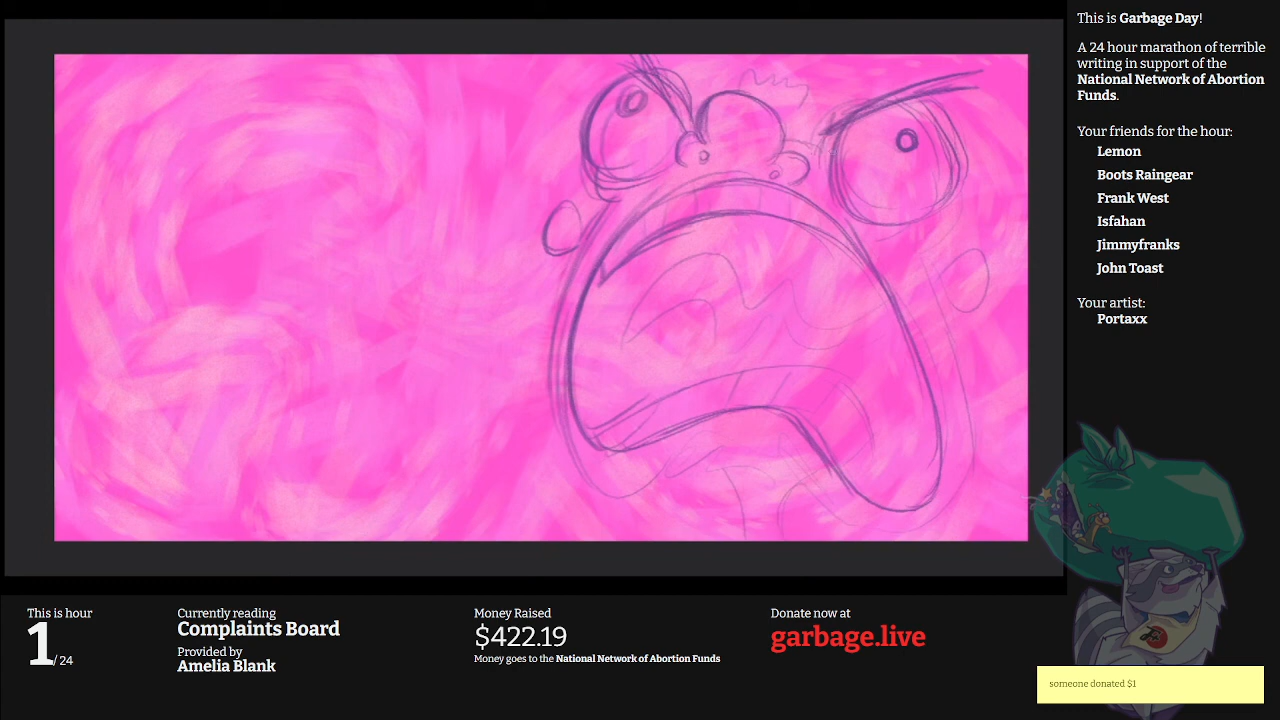 This is Garbage Day!
A 24 hour marathon of terrible
writing in support of the
National Network of Abortion
Funds.
Your friends for the hour:
Lemon
Boots Raingear
Frank West
Isfahan
Jimmyfranks
John Toast
Your artist:
Portaxx
This is hour
1 / 24
Currently reading
Complaints Board
Provided by
Amelia Blank
Money Raised
$422.19
Money goes to the National Network of Abortion Funds
Donate now at
garbage.live
someone donated $1